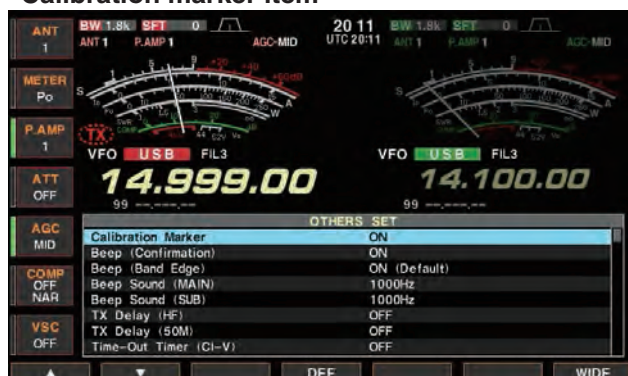 Calibration marker item
ANT
1
BW 1.8k SFT 0
ANT 1 P.AMP 1 AGC-MID
20 11
UTC 20:11
BW 1.8k SFT 0
ANT 1 P.AMP 1 AGC-MID
METER
Po
P.AMP
1
TX
VFO USB FIL3
14.999.00
99 --.---.--
VFO USB FIL3
14.100.00
99 --.---.--
ATT
OFF
AGC
MID
COMP
OFF
NAR
VSC
OFF
OTHERS SET
Calibration Marker ON
Beep (Confirmation) ON
Beep (Band Edge) ON (Default)
Beep Sound (MAIN) 1000Hz
Beep Sound (SUB) 1000Hz
TX Delay (HF) OFF
TX Delay (50M) OFF
Time-Out Timer (CI-V) OFF
DEF WIDE